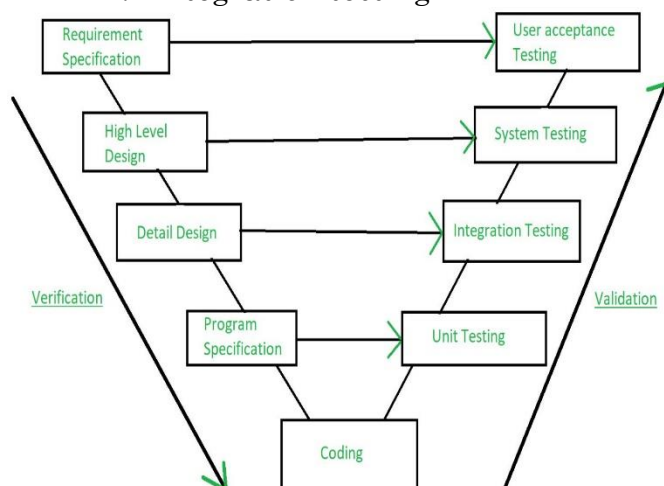 Requirement
Specification
User acceptance
Testing
High Level
Design
System Testing
Detail Design
Integration Testing
Verification
Validation
Program
Specification
Unit Testing
Coding